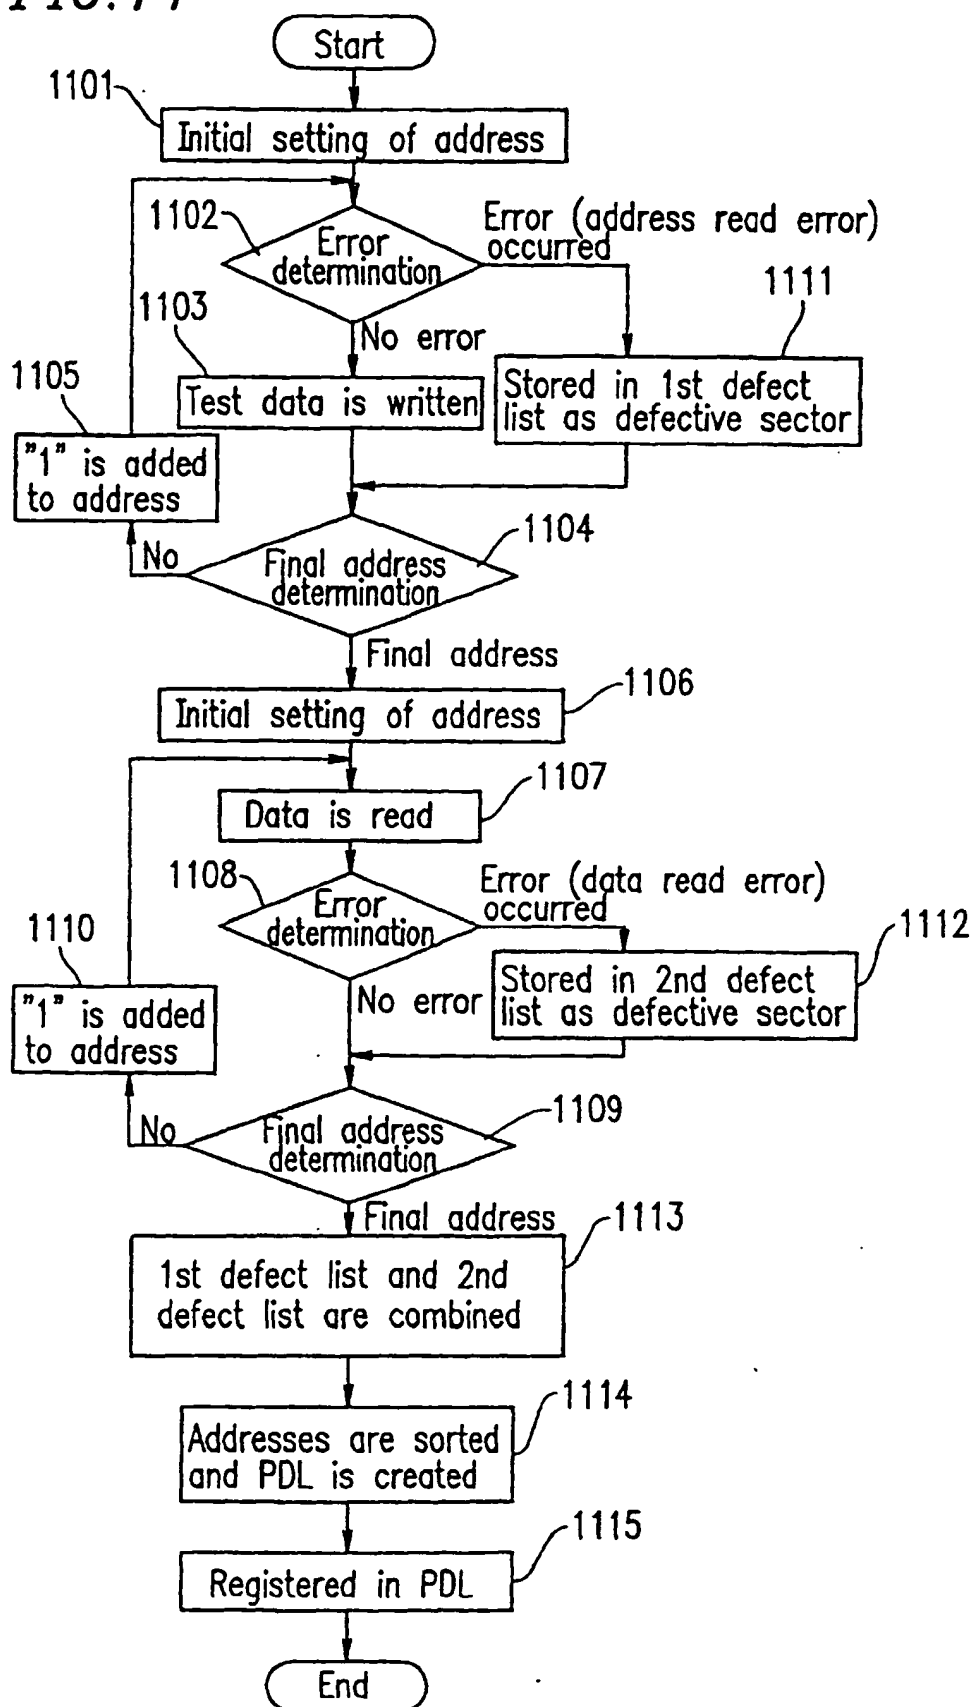 Start
1101
Initial setting of address
1102
Error
determination
Error (address read error)
occurred
1111
1103
No error
1105
Test data is written
Stored in 1st defect
list as defective sector
"1" is added
to address
1104
No
Final address
determination
Final address
1106
Initial setting of address
1107
Data is read
1108
Error
determination
Error (data read error)
occurred
1110
1112
Stored in 2nd defect
list as defective sector
No error
"1" is added
to address
1109
No
Final address
determination
Final address
1113
1st defect list and 2nd
defect list are combined
1114
Addresses are sorted
and PDL is created
1115
Registered in PDL
End